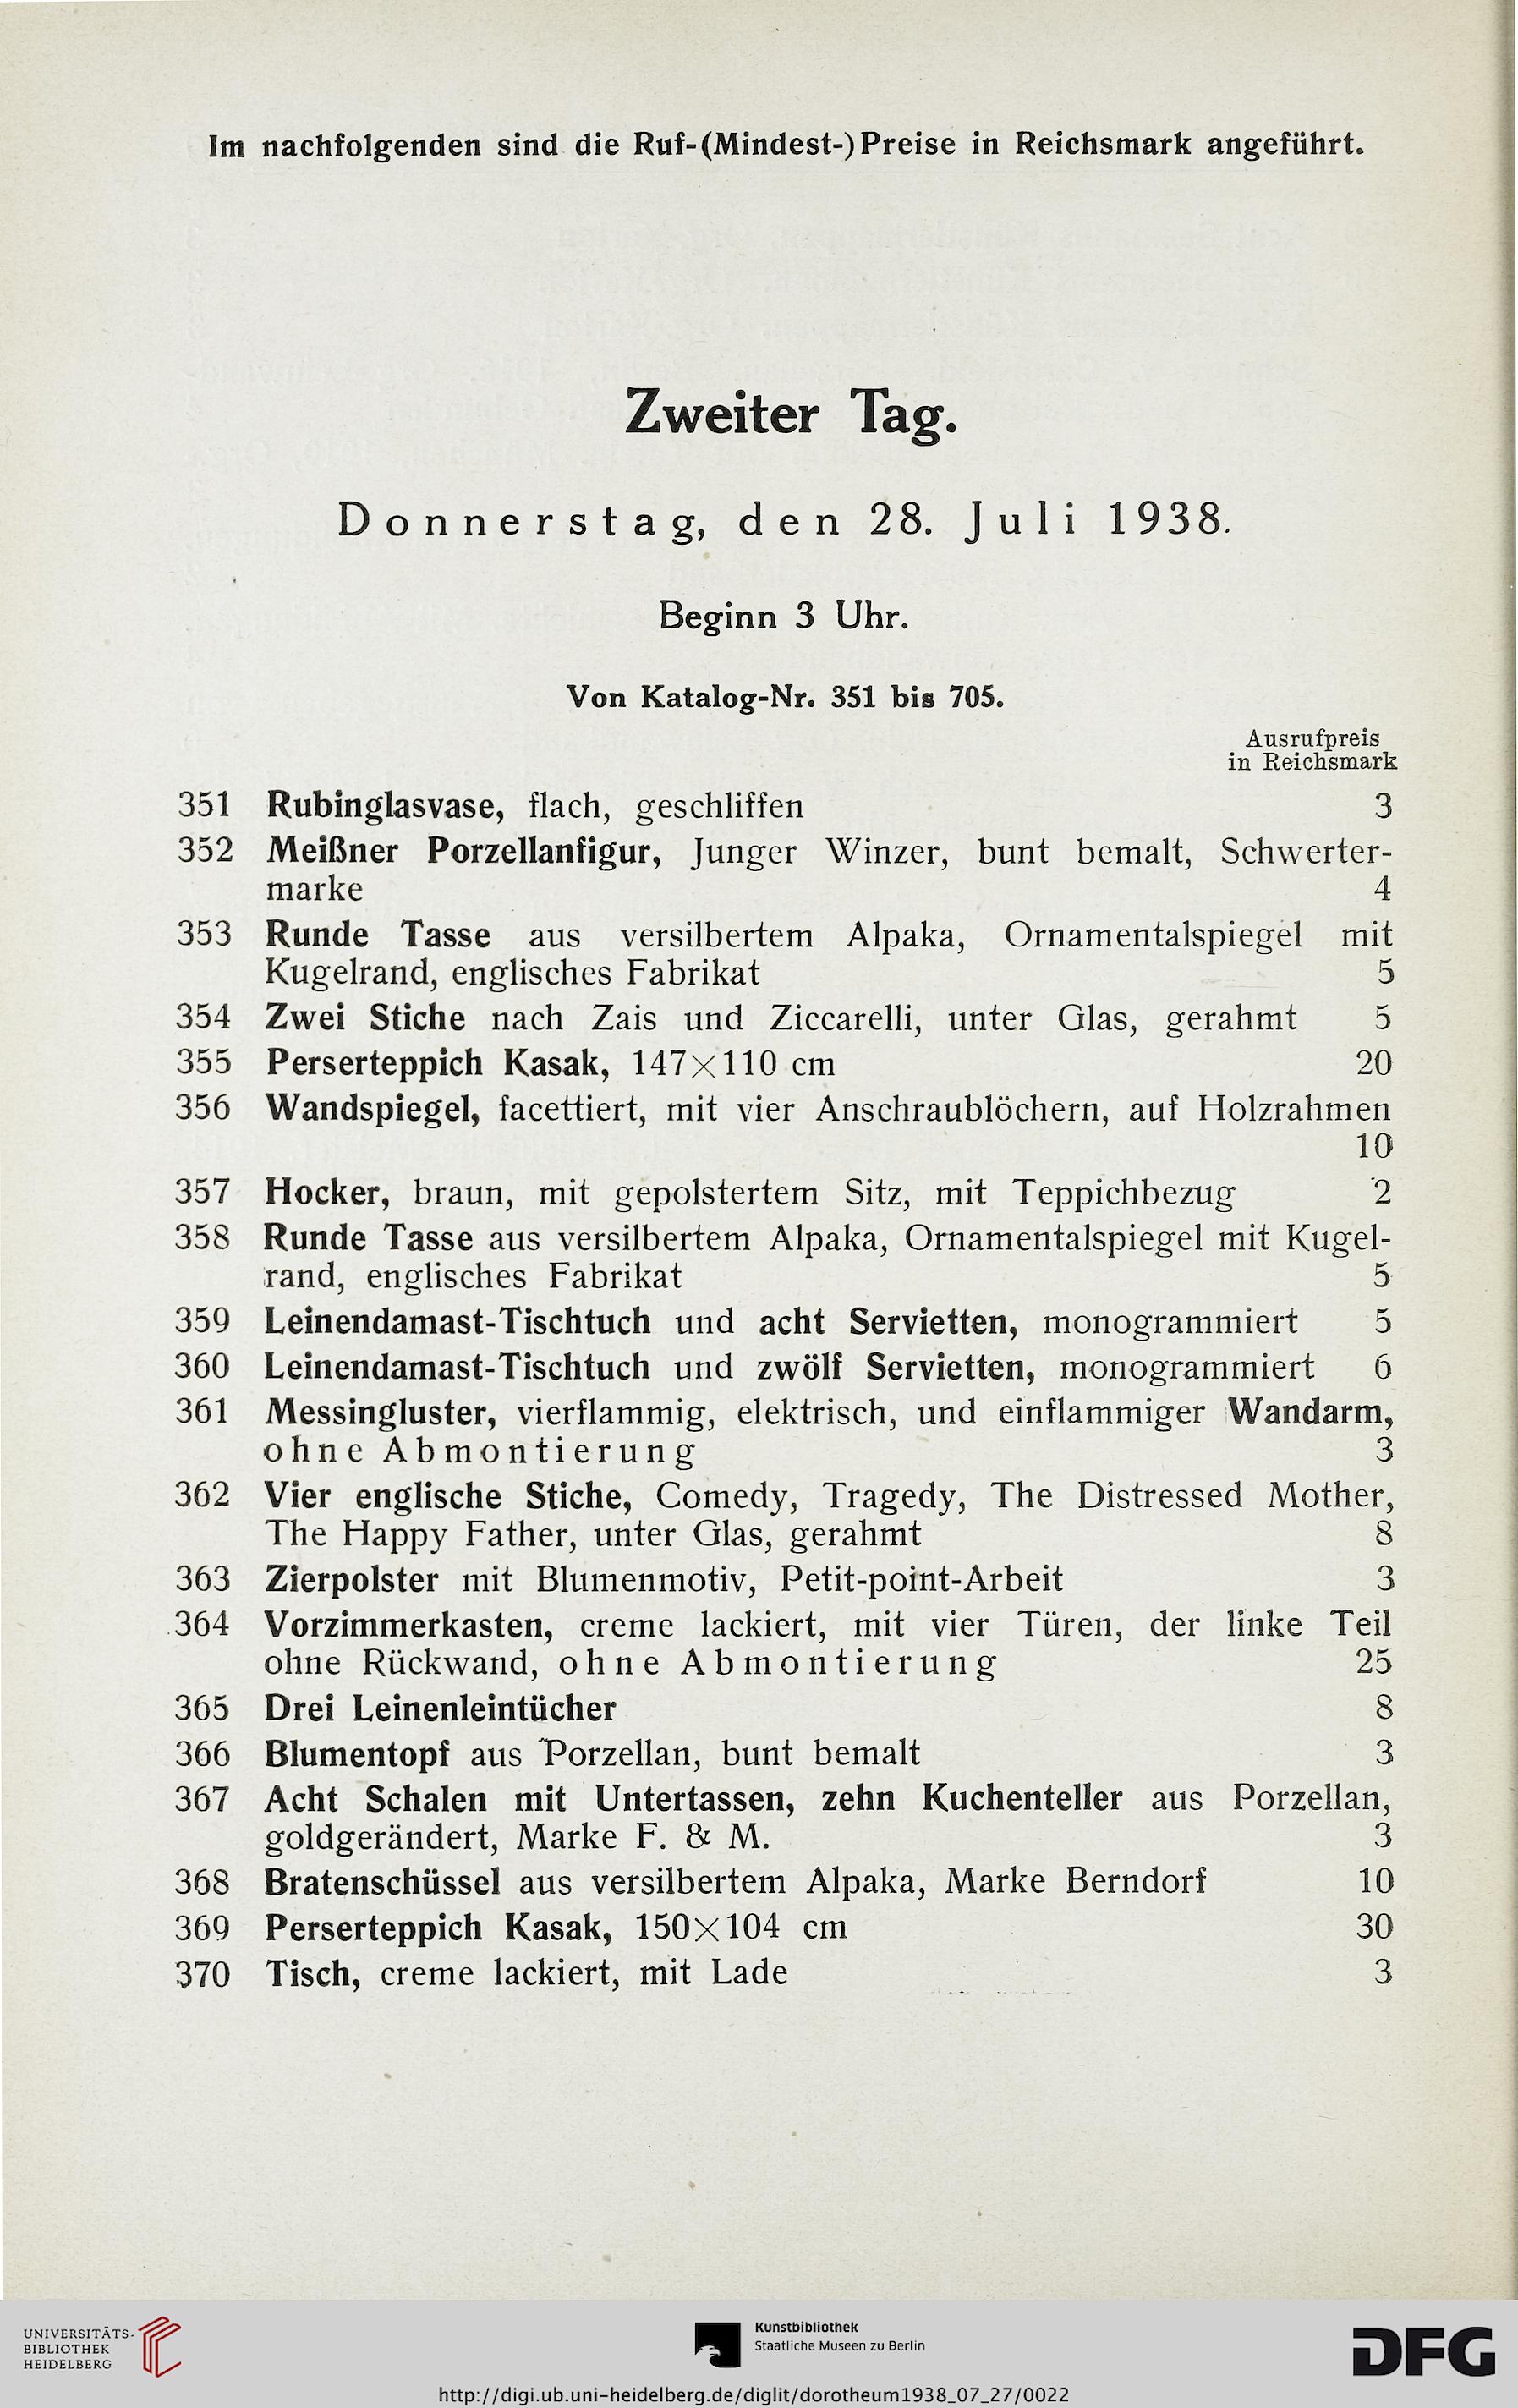 Im nachfolgenden sind die Ruf-(Mindest-)Preise in Reichsmark angeführt.
Zweiter Tag.
Donnerstag, den 28. Juli 1938.
Beginn 3 Uhr.
Von Katalog-Nr. 351 bis 705.
Ausrufpreis
in Reichsmark
351 Rubinglasvase, flach, geschliffen 3
352 Meißner Porzellanfigur, Junger Winzer, bunt bemalt, Schwerter-
marke 4
353 Runde Tasse aus versilbertem Alpaka, Ornamentalspiegel mit
Kugelrand, englisches Fabrikat 5
354 Zwei Stiche nach Zais und Ziccarelli, unter Glas, gerahmt 5
355 Perserteppich Kasak, 147×110 cm 20
356 Wandspiegel, facettiert, mit vier Anschraublöchern, auf Holzrahmen
10
357 Hocker, braun, mit gepolstertem Sitz, mit Teppichbezug 2
358 Runde Tasse aus versilbertem Alpaka, Ornamentalspiegel mit Kugel-
rand, englisches Fabrikat 5
359 Leinendamast-Tischtuch und acht Servietten, monogrammiert 5
360 Leinendamast-Tischtuch und zwölf Servietten, monogrammiert 6
361 Messingluster, vierflammig, elektrisch, und einflammiger Wandarm,
ohne Abmontierung 3
362 Vier englische Stiche, Comedy, Tragedy, The Distressed Mother,
The Happy Father, unter Glas, gerahmt 8
363 Zierpolster mit Blumenmotiv, Petit-point-Arbeit 3
364 Vorzimmerkasten, creme lackiert, mit vier Türen, der linke Teil
ohne Rückwand, ohne Abmontierung 25
365 Drei Leinenleintücher 8
366 Blumentopf aus Porzellan, bunt bemalt 3
367 Acht Schalen mit Untertassen, zehn Kuchenteller aus Porzellan,
goldgerändert, Marke F. & M. 3
368 Bratenschüssel aus versilbertem Alpaka, Marke Berndorf 10
369 Perserteppich Kasak, 150×104 cm 30
370 Tisch, creme lackiert, mit Lade 3
UNIVERSITÄTS-
BIBLIOTHEK
HEIDELBERG
Kunstbibliothek
Staatliche Museen zu Berlin
DFG
http://digi.ub.uni-heidelberg.de/diglit/dorotheum1938_07_27/0022